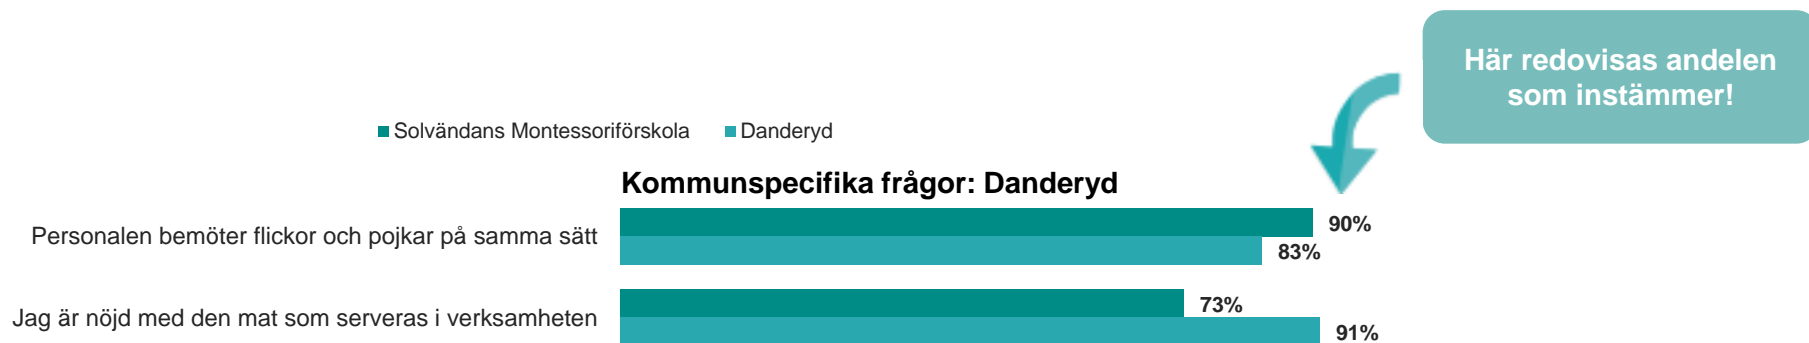 Här redovisas andelen
som instämmer!
Solvändans Montessoriförskola Danderyd
Kommunspecifika frågor: Danderyd
Personalen bemöter flickor och pojkar på samma sätt
90%
83%
Jag är nöjd med den mat som serveras i verksamheten
73%
91%